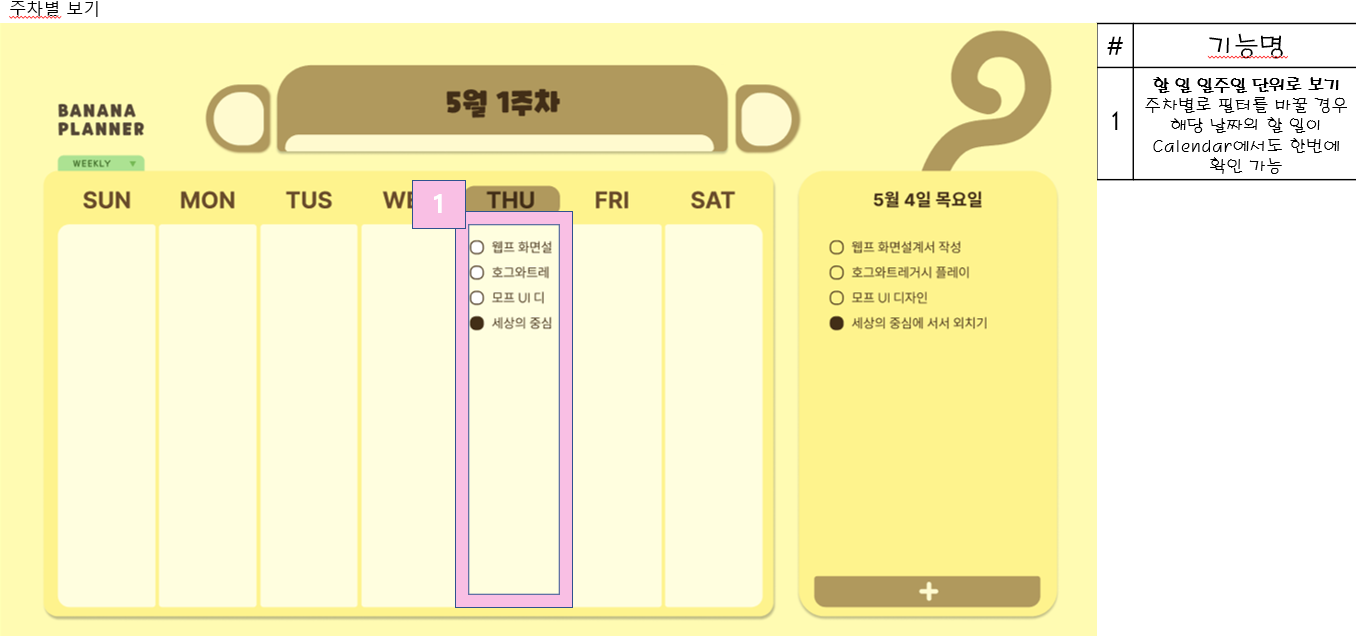 주차별 보기
BANANA
PLANNER
5월 1주차
WEEKLY
SUN MON TUS WE THU FRI SAT
1
웹프 화면설
호그와트레
모프 UI 디
세상의 중심
5월 4일 목요일
웹프 화면설계서 작성
호그와트레거시 플레이
모프 UI 디자인
세상의 중심에 서서 외치기
+
# 기능명
1
할 일 일주일 단위로 보기
주차별로 필터를 바꿀 경우
해당 날짜의 할 일이
Calendar에서도 한번에
확인 가능